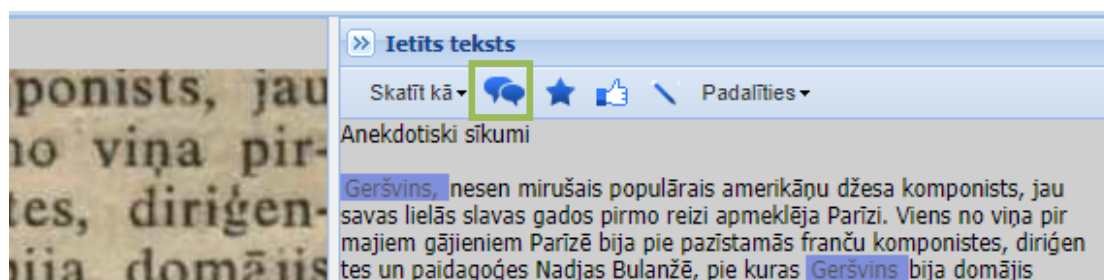 ponists, jau
no viņa pir-
tes, diriģen-
bija domājis
Ietīts teksts
Skatīt kā
Padalīties
Anekdotiski sīkumi
Geršvins, nesen mirušais populārais amerikāņu džesa komponists, jau
savas lielās slavas gados pirmo reizi apmeklēja Parīzi. Viens no viņa pir
majiem gājieniem Parīzē bija pie pazīstamās franču komponistes, diriģen
tes un paidagoģes Nadjas Bulanžē, pie kuras Geršvins bija domājis